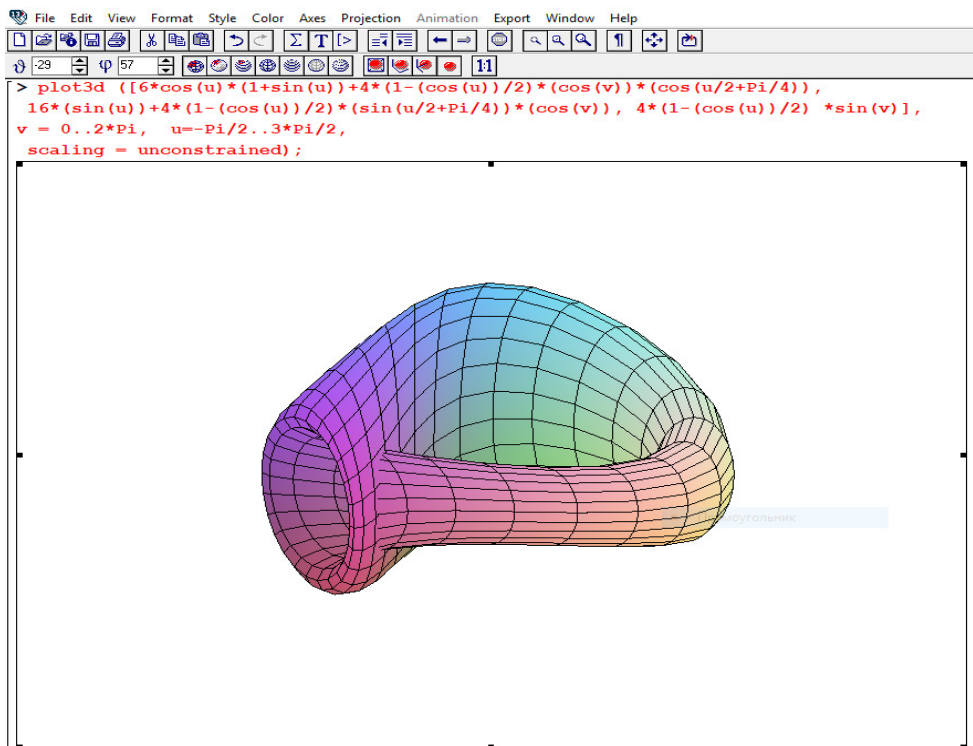 File Edit View Format Style Color Axes Projection Animation Export Window Help
ϑ -29 φ 57 1:1
> plot3d ([6*cos(u)*(1+sin(u))+4*(1-(cos(u))/2)*(cos(v))*(cos(u/2+Pi/4)),
16*(sin(u))+4*(1-(cos(u))/2)*(sin(u/2+Pi/4))*(cos(v)), 4*(1-(cos(u))/2) *sin(v)],
v = 0..2*Pi, u=-Pi/2..3*Pi/2,
scaling = unconstrained);